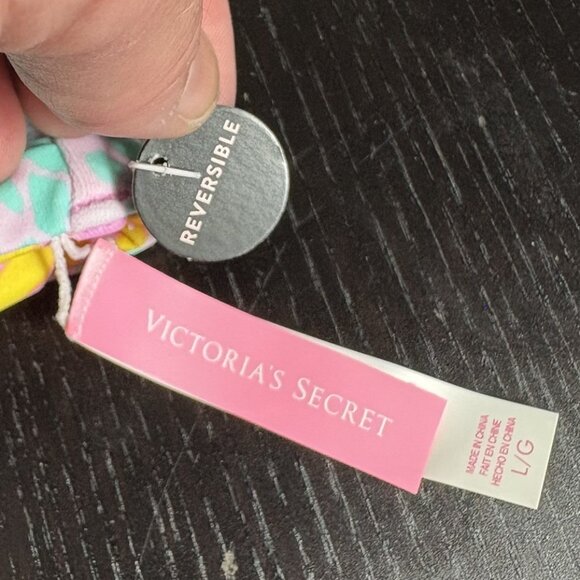 REVERSIBLE
VICTORIA'S SECRET
MADE IN CHINA
FAIT EN CHINE
HECHO EN CHINA
L/G